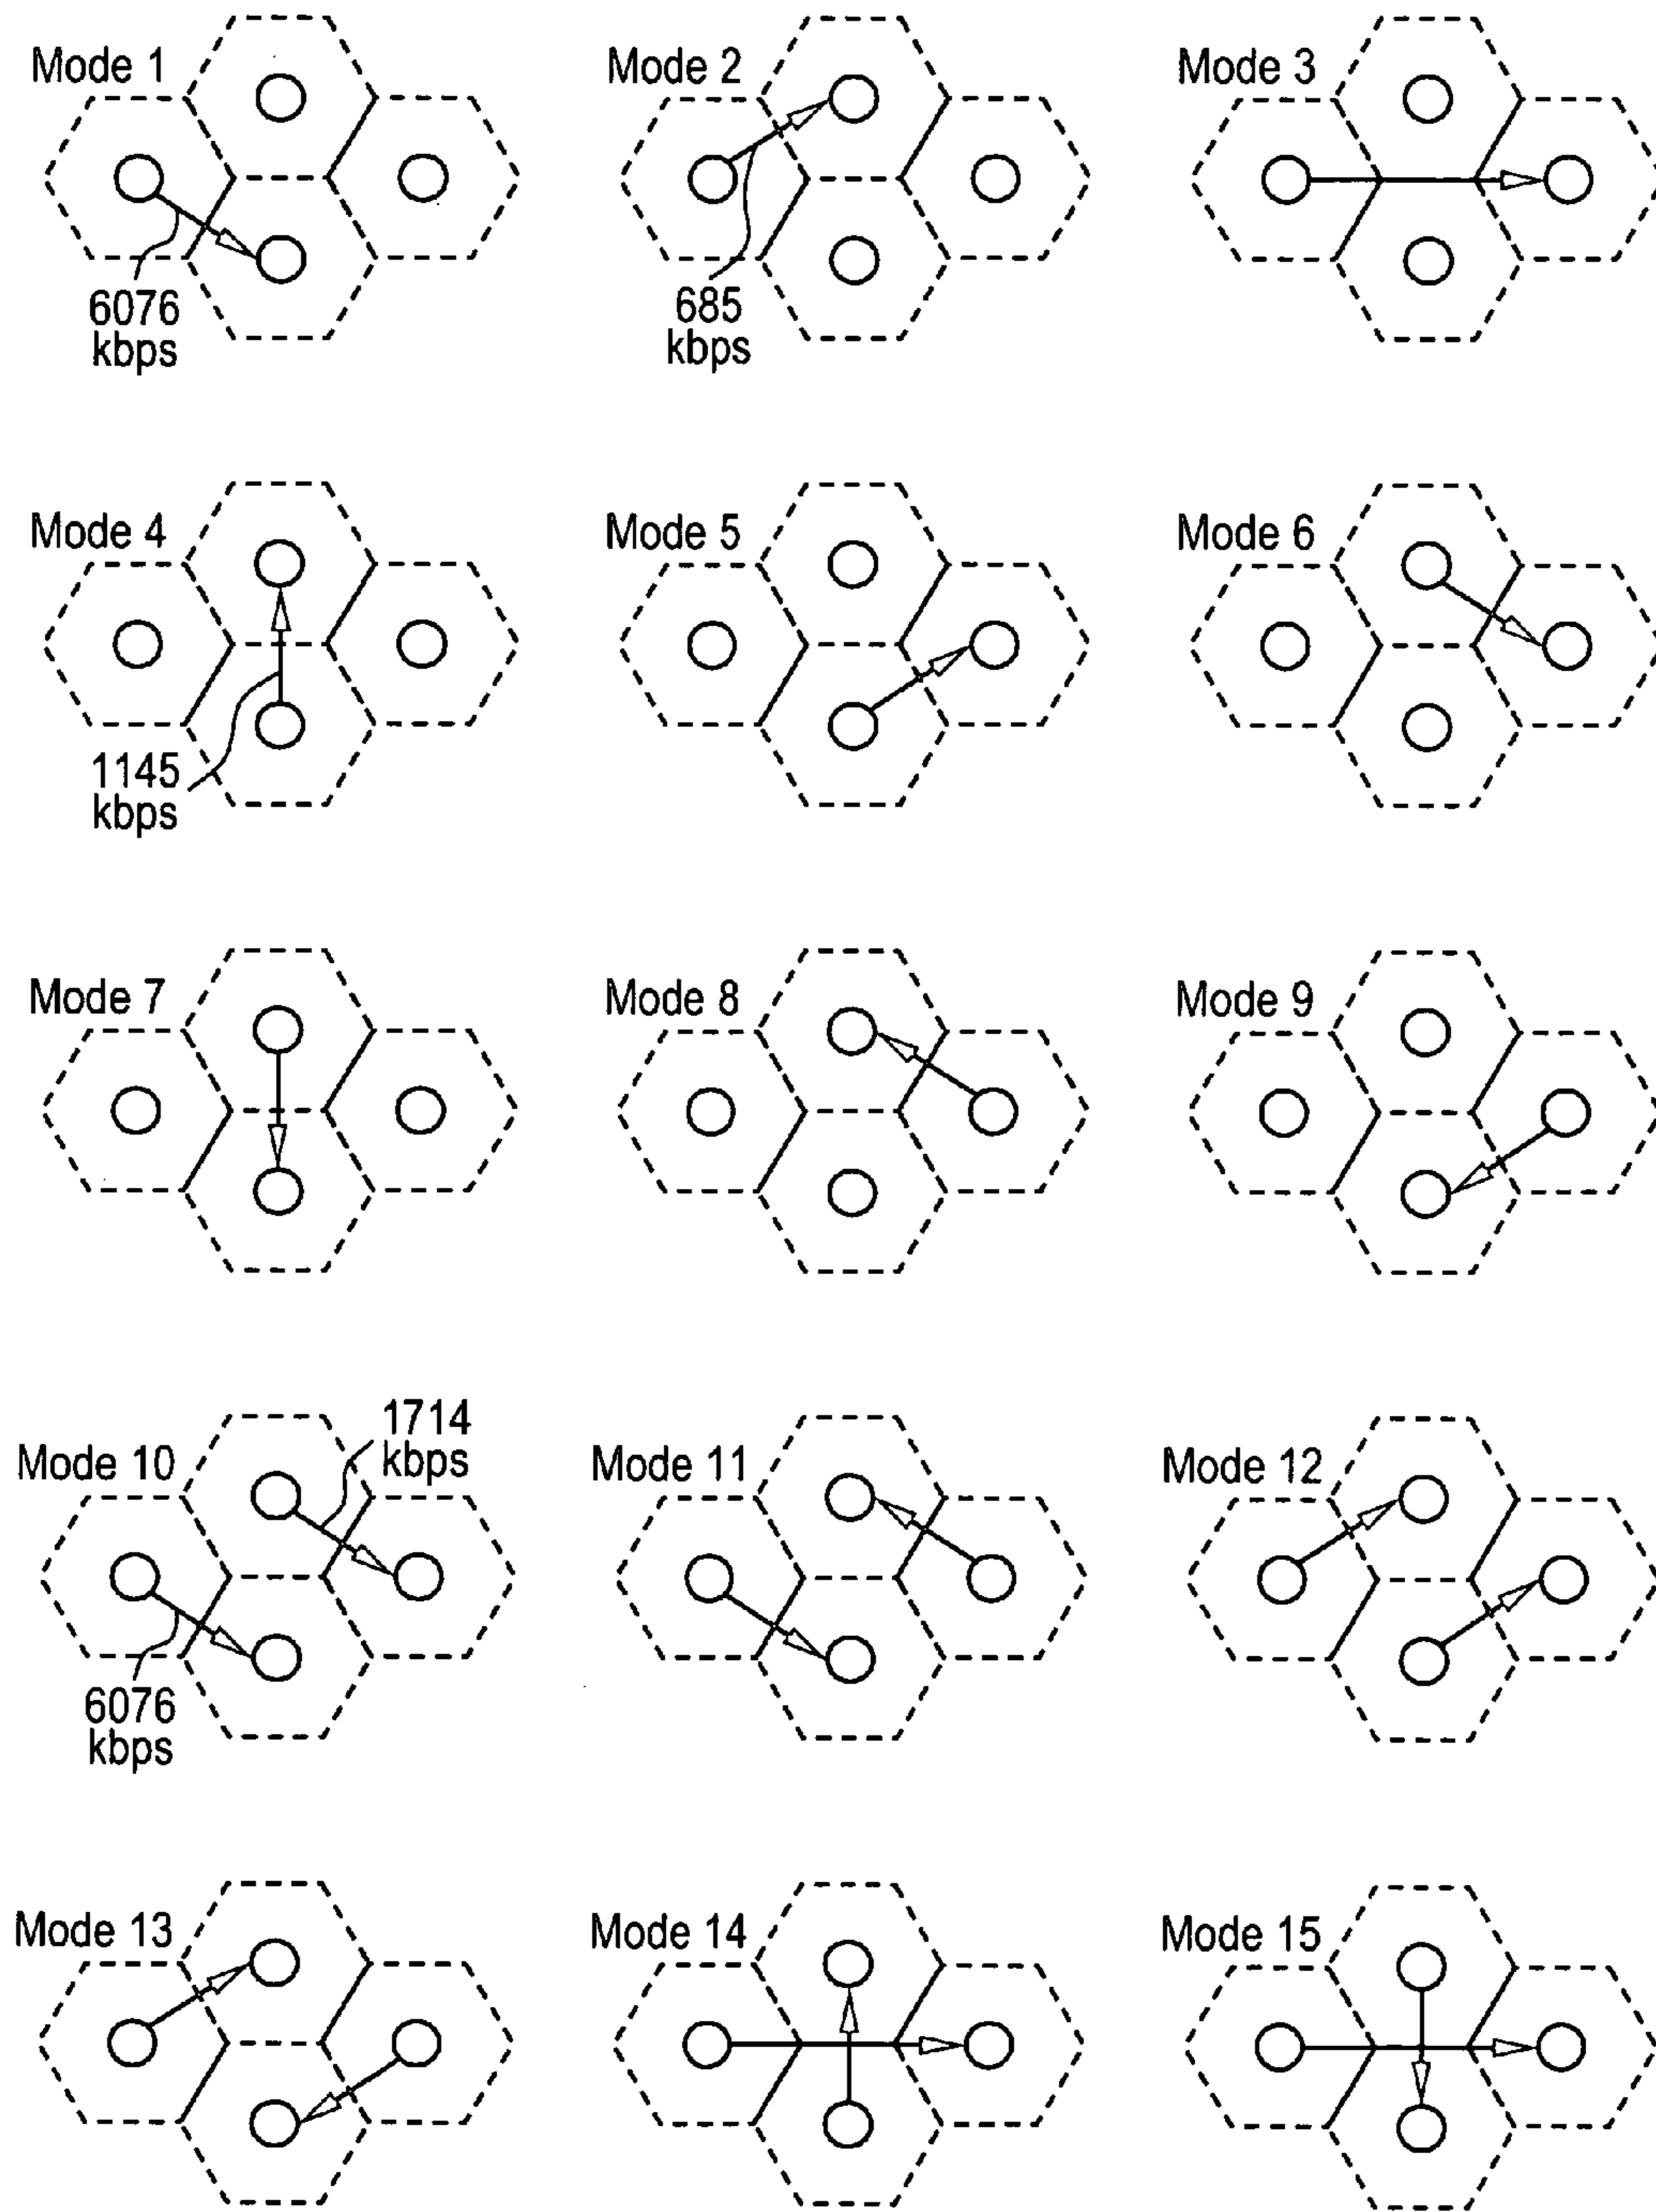 Mode 1
6076
kbps
Mode 2
685
kbps
Mode 3
Mode 4
1145
kbps
Mode 5
Mode 6
Mode 7
Mode 8
Mode 9
Mode 10
1714
kbps
6076
kbps
Mode 11
Mode 12
Mode 13
Mode 14
Mode 15